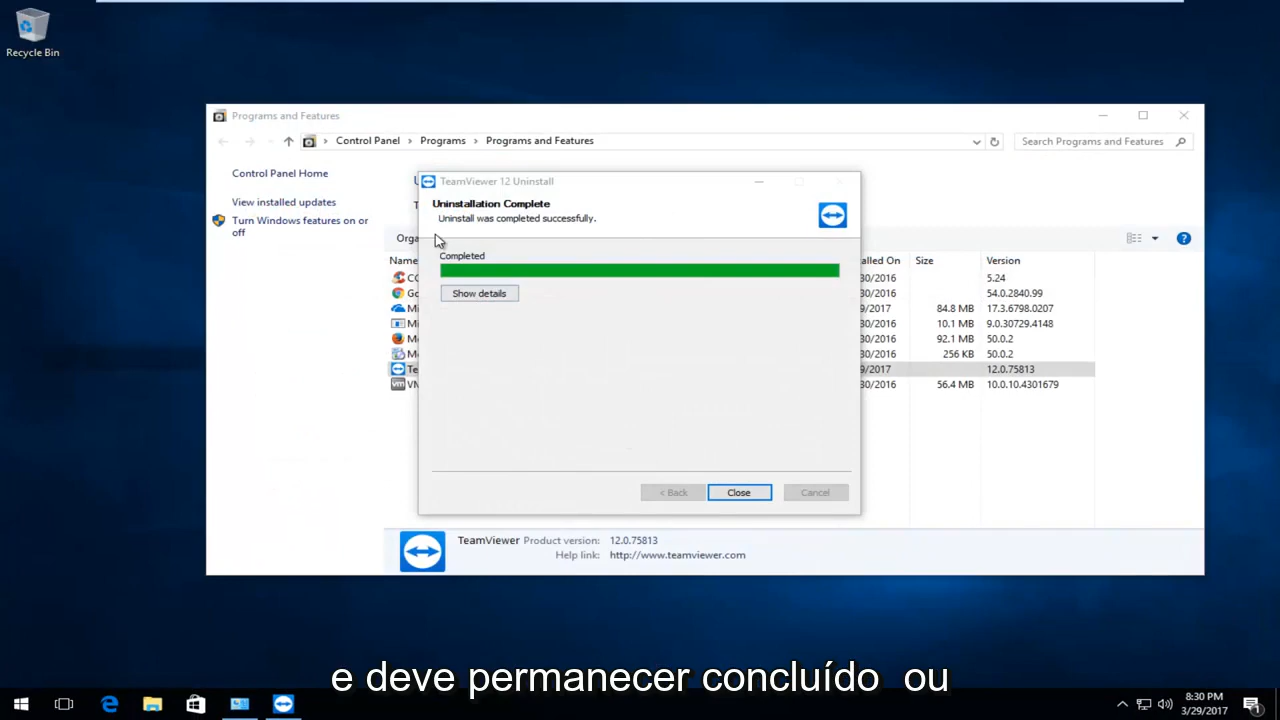 Recycle Bin
Programs and Features
Control Panel > Programs > Programs and Features
Search Programs and Features
Control Panel Home
View installed updates
Turn Windows features on or
off
TeamViewer 12 Uninstall
Uninstallation Complete
Uninstall was completed successfully.
Completed
Show details
< Back
Close
Cancel
Name
Size
Version
5.24
54.0.2840.99
84.8 MB 17.3.6798.0207
10.1 MB 9.0.30729.4148
92.1 MB 50.0.2
256 KB 50.0.2
12.0.75813
56.4 MB 10.0.10.4301679
TeamViewer Product version: 12.0.75813
Help link: http://www.teamviewer.com
e deve permanecer concluído ou
8:30 PM
3/29/2017